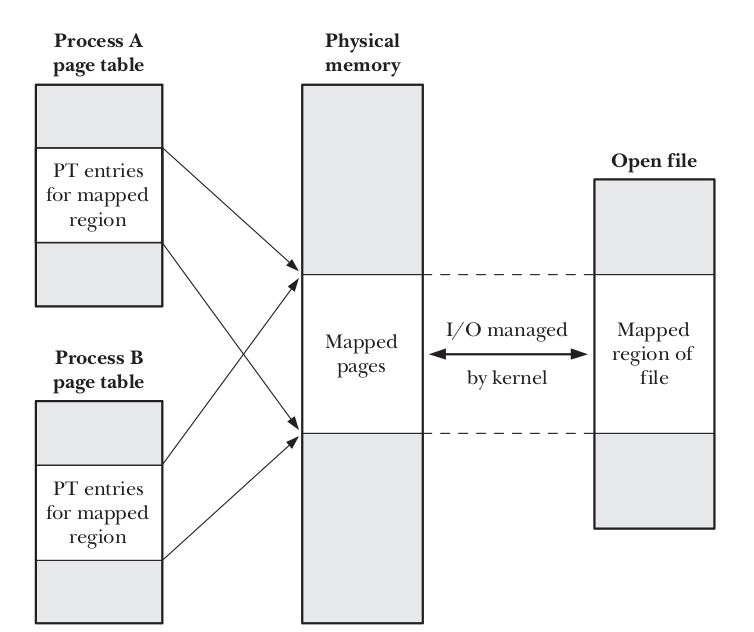 Process A
page table
PT entries
for mapped
region
Process B
page table
PT entries
for mapped
region
Physical
memory
Mapped
pages
I/O managed
by kernel
Open file
Mapped
region of
file